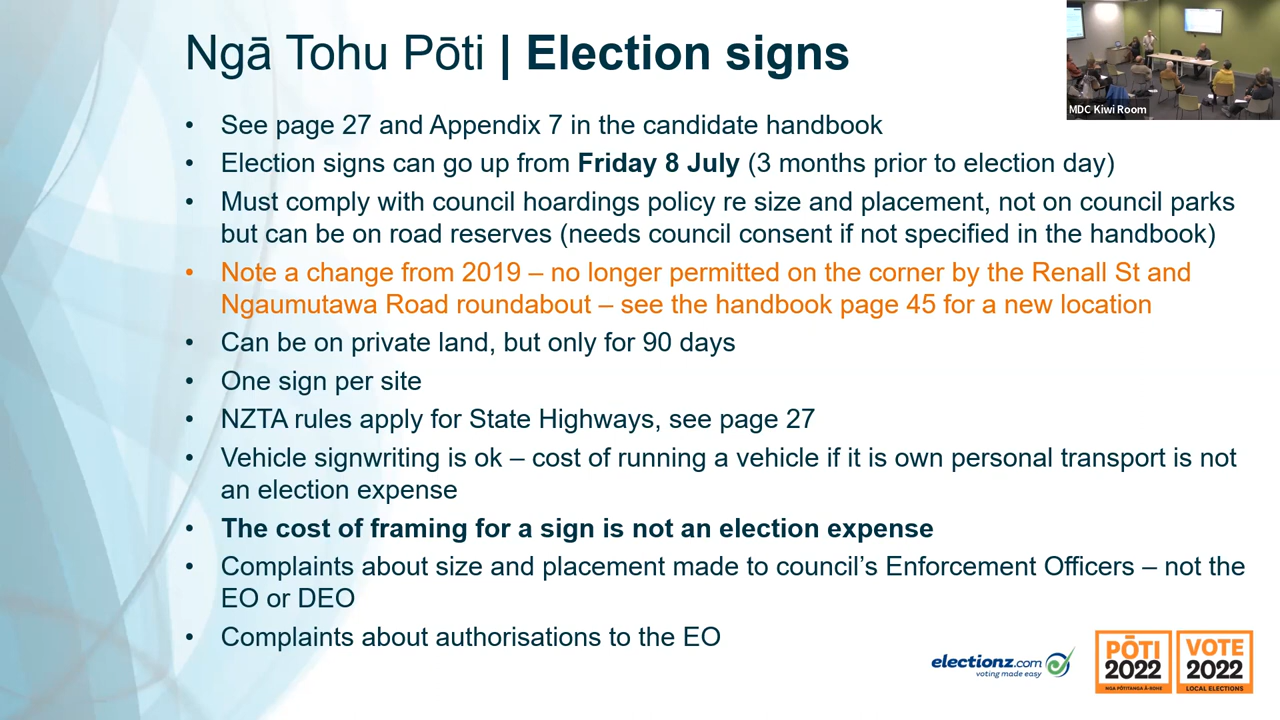 Ngā Tohu Pōti | Election signs
MDC Kiwi Room
• See page 27 and Appendix 7 in the candidate handbook
• Election signs can go up from Friday 8 July (3 months prior to election day)
• Must comply with council hoardings policy re size and placement, not on council parks
but can be on road reserves (needs council consent if not specified in the handbook)
• Note a change from 2019 – no longer permitted on the corner by the Renall St and
Ngaumutawa Road roundabout – see the handbook page 45 for a new location
• Can be on private land, but only for 90 days
• One sign per site
• NZTA rules apply for State Highways, see page 27
• Vehicle signwriting is ok – cost of running a vehicle if it is own personal transport is not
an election expense
• The cost of framing for a sign is not an election expense
• Complaints about size and placement made to council’s Enforcement Officers – not the
EO or DEO
• Complaints about authorisations to the EO
electionz.com
voting made easy
PŌTI
2022
NGA PŌTITANGA Ā-ROHE
VOTE
2022
LOCAL ELECTIONS